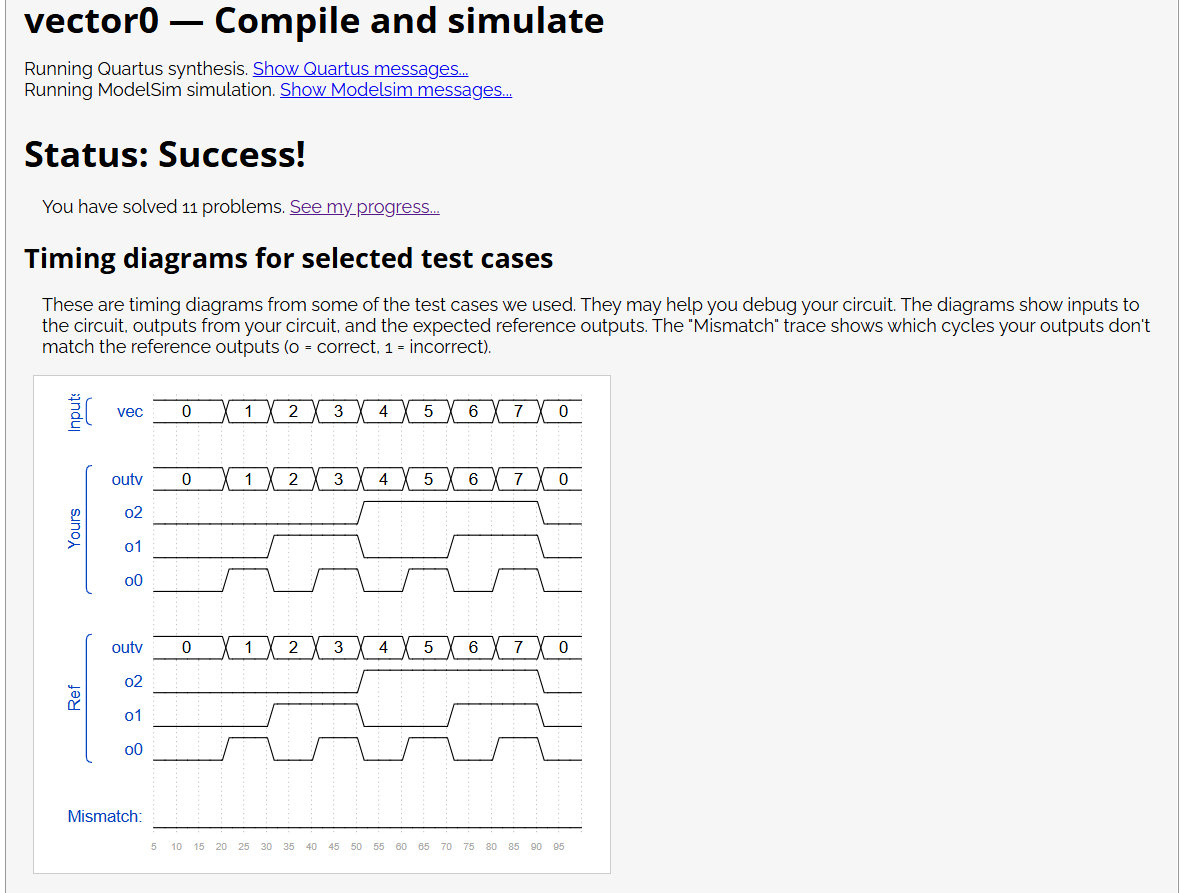 vector0 — Compile and simulate
Running Quartus synthesis. Show Quartus messages...
Running ModelSim simulation. Show Modelsim messages...
Status: Success!
You have solved 11 problems. See my progress...
Timing diagrams for selected test cases
These are timing diagrams from some of the test cases we used. They may help you debug your circuit. The diagrams show inputs to
the circuit, outputs from your circuit, and the expected reference outputs. The "Mismatch" trace shows which cycles your outputs don't
match the reference outputs (0 = correct, 1 = incorrect).
Inputs
vec 0 1 2 3 4 5 6 7 0
Yours
outv 0 1 2 3 4 5 6 7 0
o2
o1
o0
Ref
outv 0 1 2 3 4 5 6 7 0
o2
o1
o0
Mismatch:
5 10 15 20 25 30 35 40 45 50 55 60 65 70 75 80 85 90 95